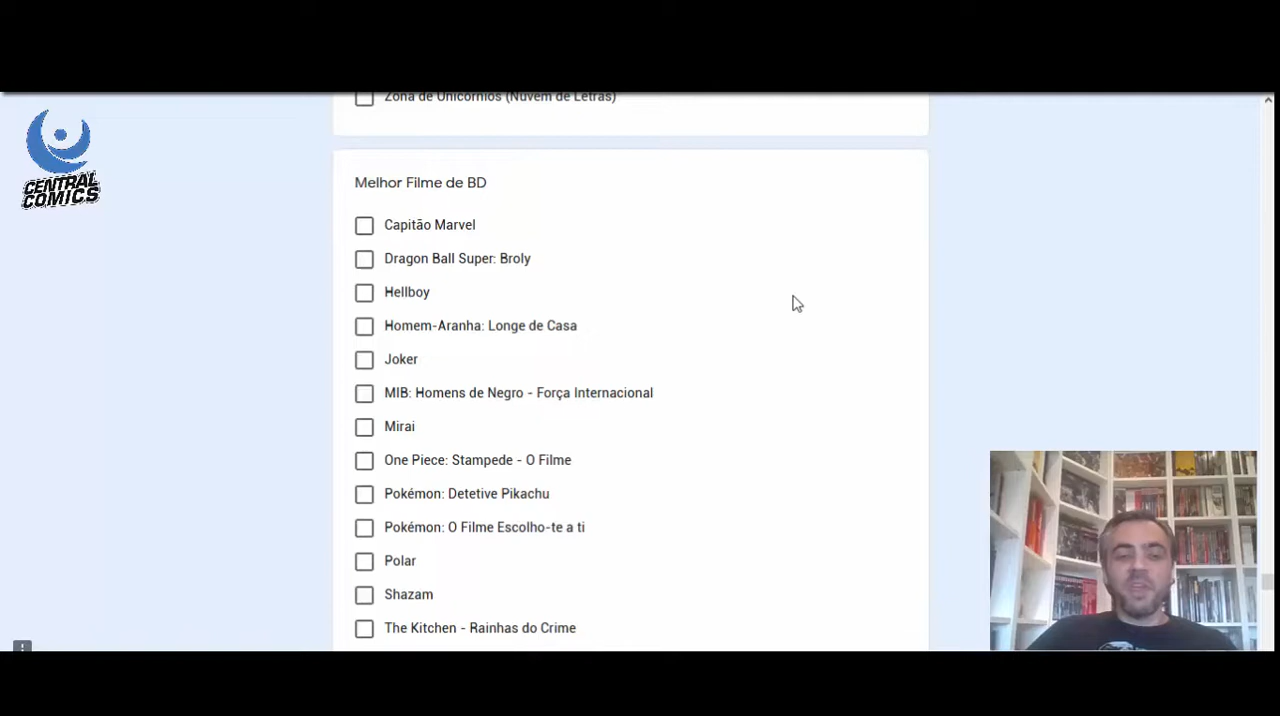 Zona de Unicórnios (Nuvem de Letras)
CENTRAL
COMICS
Melhor Filme de BD
Capitão Marvel
Dragon Ball Super: Broly
Hellboy
Homem-Aranha: Longe de Casa
Joker
MIB: Homens de Negro - Força Internacional
Mirai
One Piece: Stampede - O Filme
Pokémon: Detetive Pikachu
Pokémon: O Filme Escolho-te a ti
Polar
Shazam
The Kitchen - Rainhas do Crime